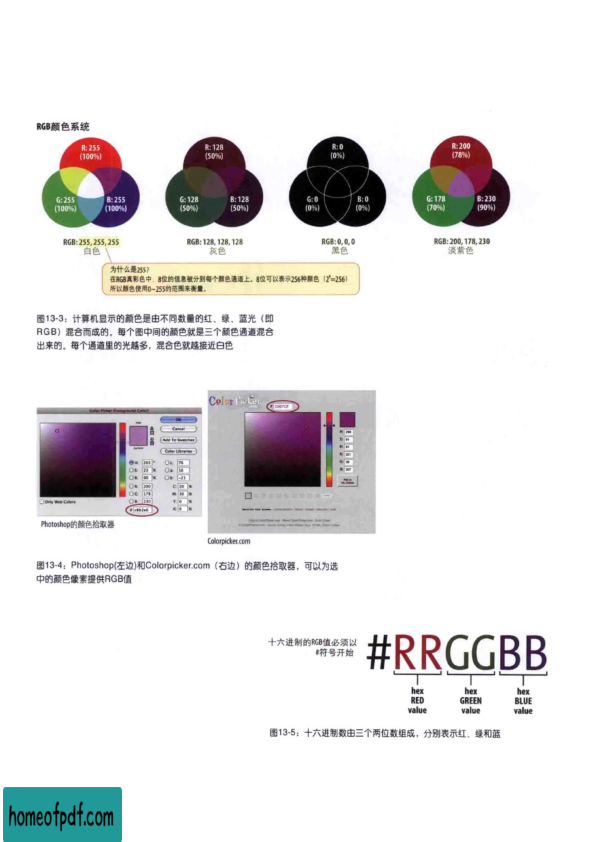 RGB颜色系统
R: 255
(100%)
G: 255
(100%)
B: 255
(100%)
RGB: 255, 255, 255
白色
R: 128
(50%)
G: 128
(50%)
B: 128
(50%)
RGB: 128, 128, 128
灰色
R: 0
(0%)
G: 0
(0%)
B: 0
(0%)
RGB: 0, 0, 0
黑色
R: 200
(78%)
G: 178
(70%)
B: 230
(90%)
RGB: 200, 178, 230
淡紫色
为什么是255?
在RGB真彩色中，8位的信息被分到每个颜色通道上。8位可以表示256种颜色（2⁸=256）
所以颜色使用0~255的范围来衡量。
图13-3：计算机显示的颜色是由不同数量的红、绿、蓝光（即
RGB）混合而成的。每个图中间的颜色就是三个颜色通道混合
出来的。每个通道里的光越多，混合色就越接近白色
Cancel
Add To Swatches
Color Libraries
Only Web Colors
Photoshop的颜色拾取器
Color Picker
Colorpicker.com
图13-4：Photoshop(左边)和Colorpicker.com（右边）的颜色拾取器，可以为选
中的颜色像素提供RGB值
十六进制的RGB值必须以
#符号开始
#RRGGBB
hex
RED
value
hex
GREEN
value
hex
BLUE
value
图13-5：十六进制数由三个两位数组成，分别表示红、绿和蓝
homeofpdf.com